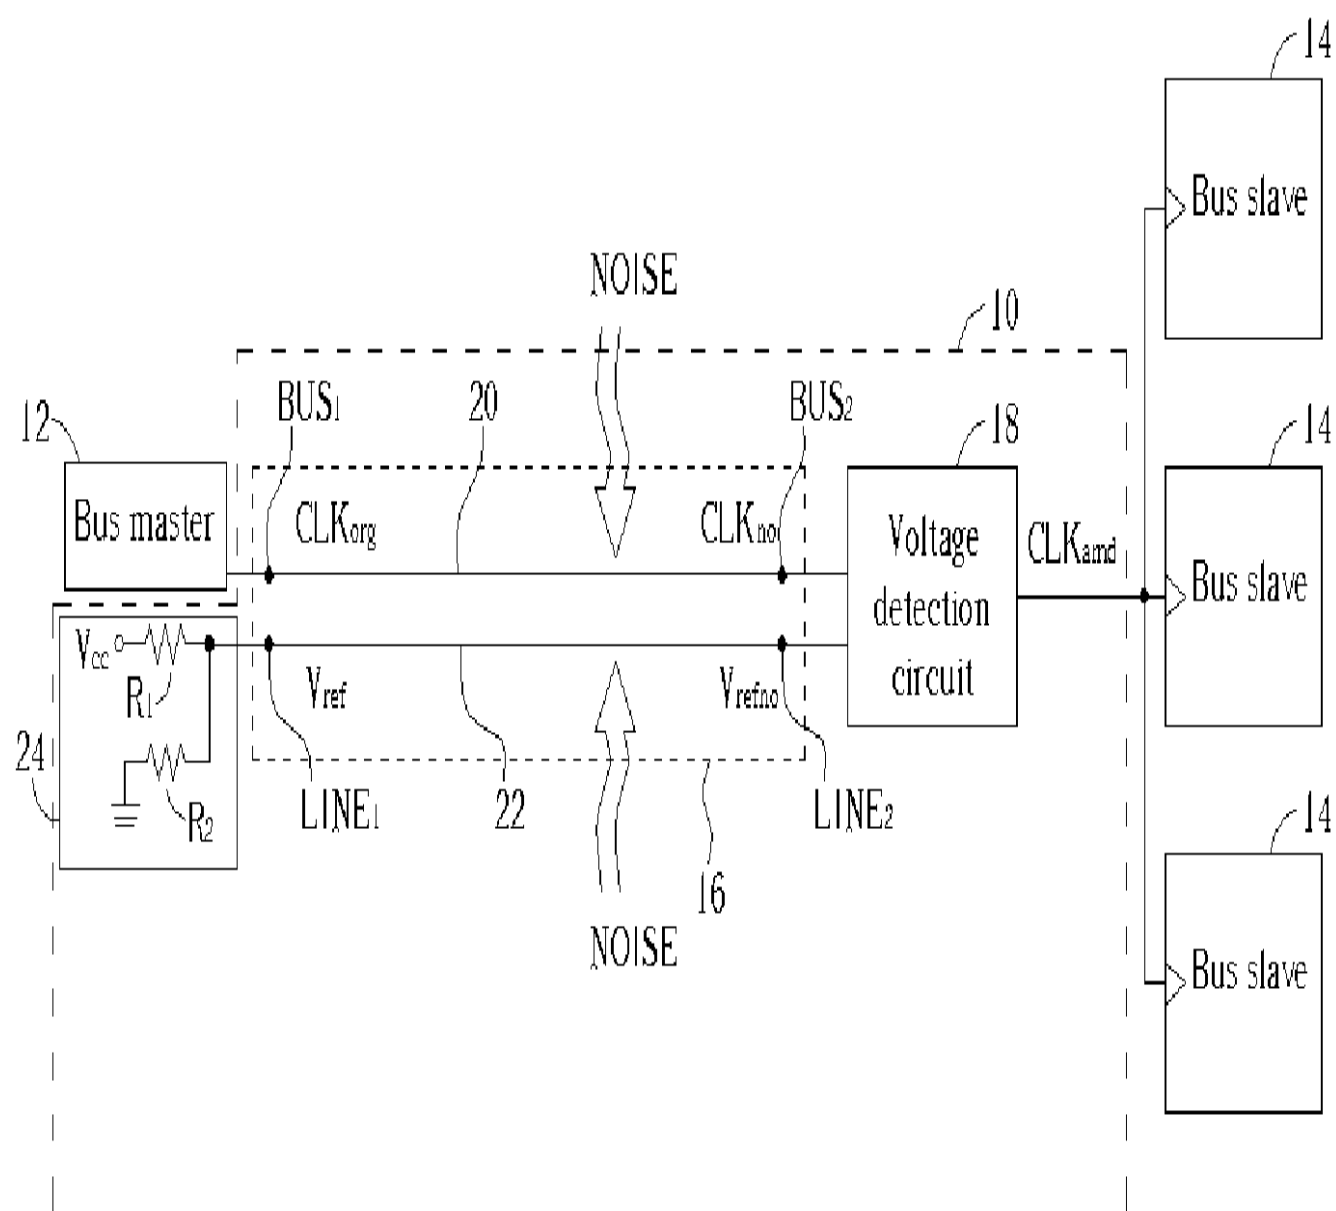 14
Bus slave
NOISE
10
BUS1
20
BUS2
12
18
14
Bus master
CLKorg
CLKno
Voltage
detection
circuit
CLKamd
Bus slave
Vcc
R1
Vref
Vrefno
24
R2
LINE1
22
LINE2
14
16
NOISE
Bus slave